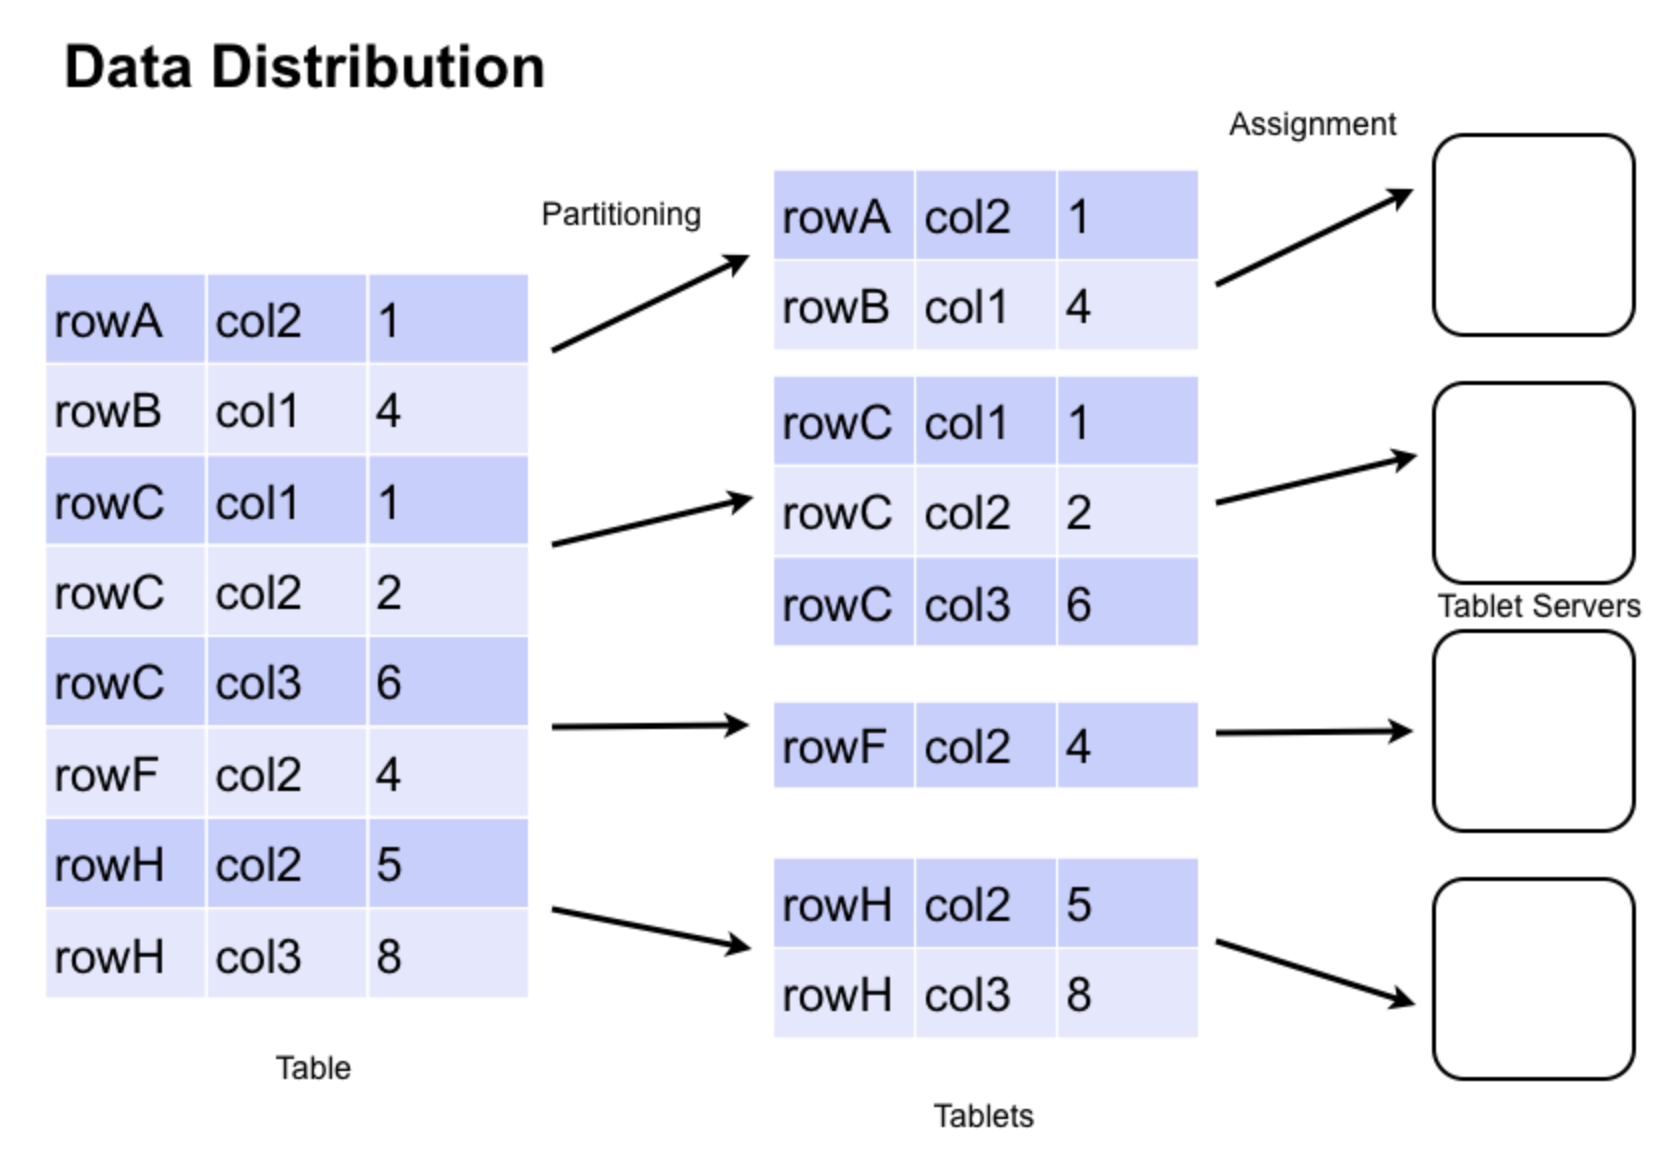 Data Distribution
Assignment
Partitioning
rowA col2 1
rowB col1 4
rowC col1 1
rowC col2 2
rowC col3 6
rowF col2 4
rowH col2 5
rowH col3 8
Table
rowA col2 1
rowB col1 4
rowC col1 1
rowC col2 2
rowC col3 6
rowF col2 4
rowH col2 5
rowH col3 8
Tablets
Tablet Servers